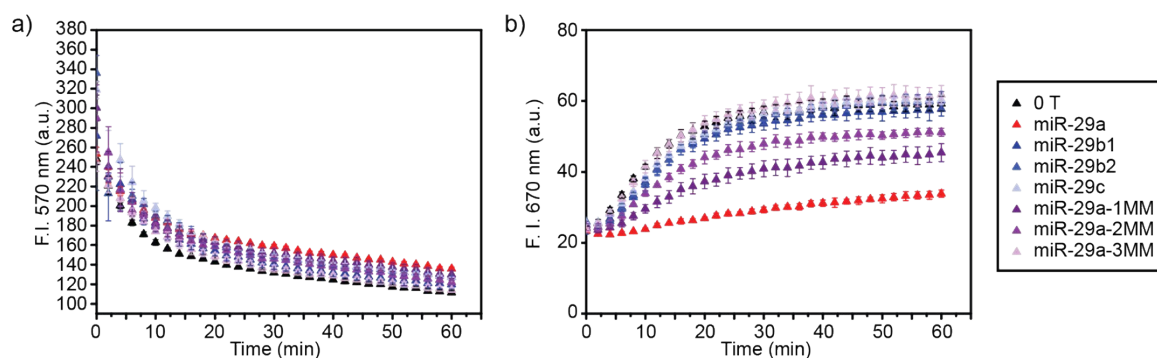 a)
F.I. 570 nm (a.u.)
380
360
340
320
300
280
260
240
220
200
180
160
140
120
100
0 10 20 30 40 50 60
Time (min)
b)
F. I. 670 nm (a.u.)
80
60
40
20
0
0 10 20 30 40 50 60
Time (min)
0 T
miR-29a
miR-29b1
miR-29b2
miR-29c
miR-29a-1MM
miR-29a-2MM
miR-29a-3MM